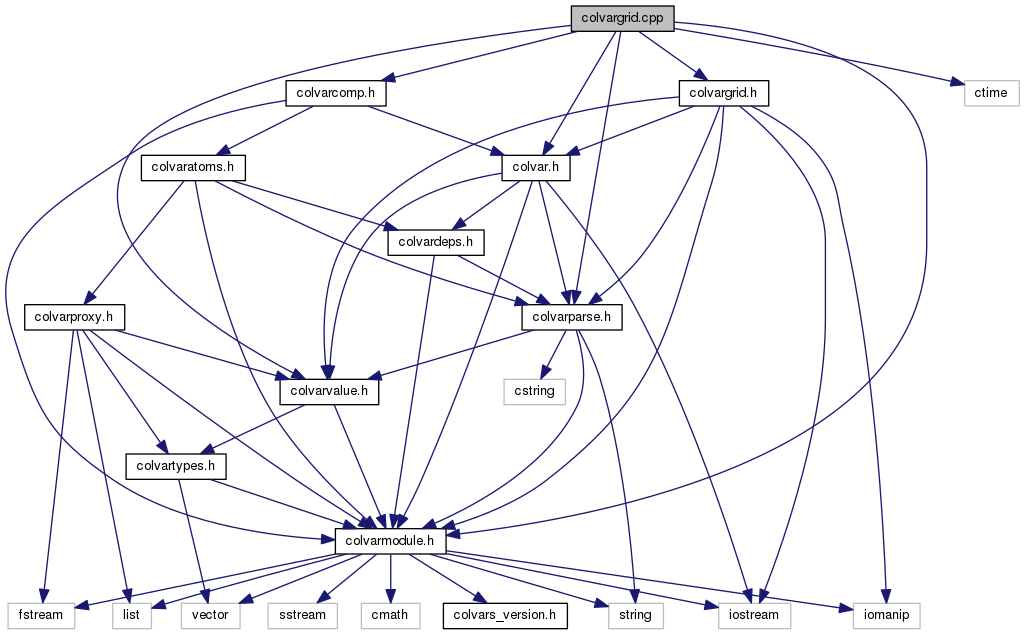 colvargrid.cpp
colvarcomp.h
colvargrid.h
ctime
colvaratoms.h
colvar.h
colvardeps.h
colvarproxy.h
colvarparse.h
colvarvalue.h
cstring
colvartypes.h
colvarmodule.h
fstream
list
vector
sstream
cmath
colvars_version.h
string
iostream
iomanip